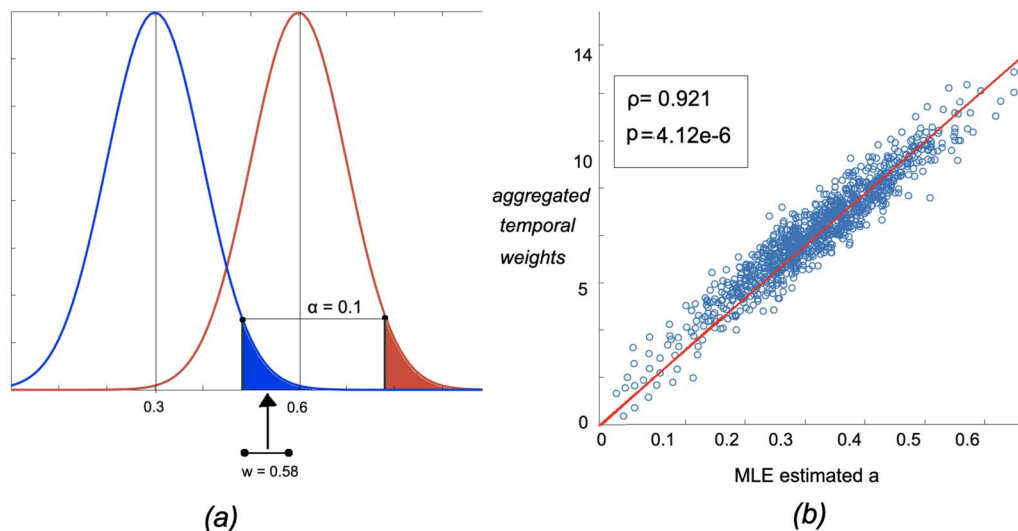 α = 0.1
0.3
0.6
w = 0.58
(a)
14
10
5
0
aggregated
temporal
weights
ρ= 0.921
p=4.12e-6
0
0.1
0.2
0.3
0.4
0.5
0.6
MLE estimated a
(b)